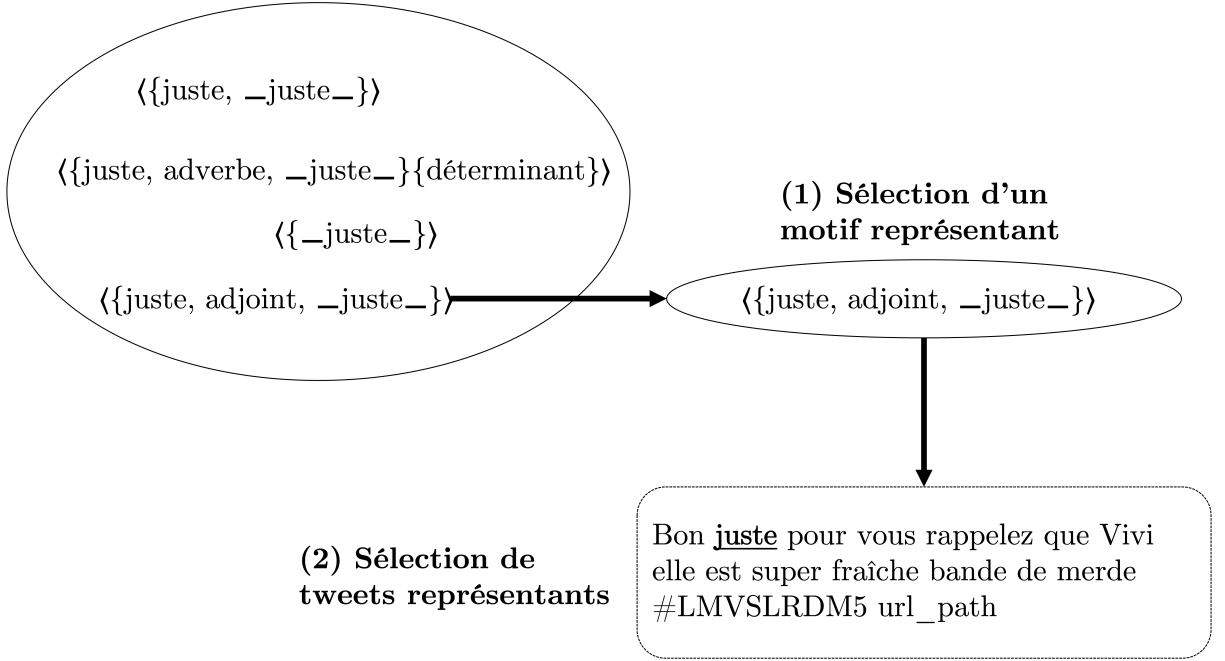 ⟨{juste, _juste_}⟩
⟨{juste, adverbe, _juste_}{déterminant}⟩
⟨{_juste_}⟩
⟨{juste, adjoint, _juste_}⟩
(1) Sélection d'un
motif représentant
⟨{juste, adjoint, _juste_}⟩
(2) Sélection de
tweets représentants
Bon juste pour vous rappelez que Vivi
elle est super fraîche bande de merde
#LMVSLRDM5 url_path